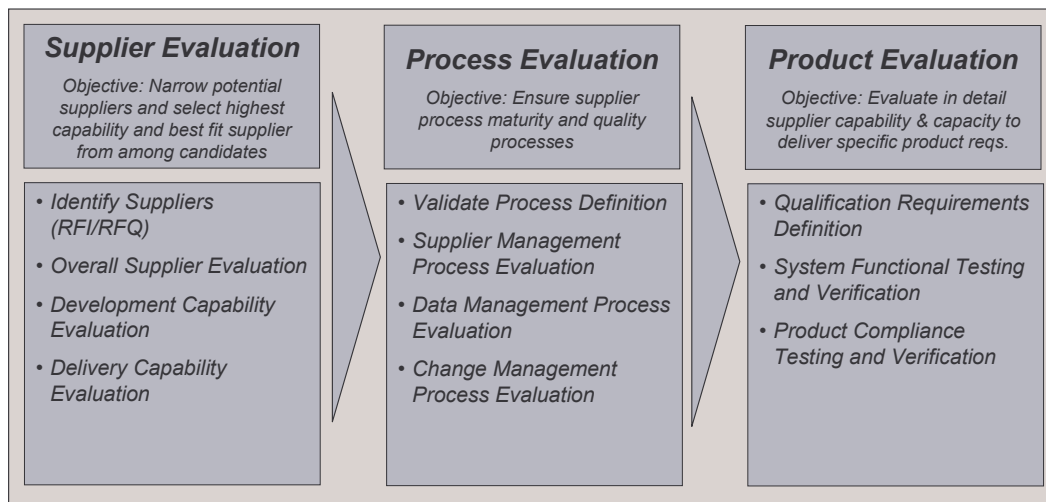 Supplier Evaluation
Objective: Narrow potential
suppliers and select highest
capability and best fit supplier
from among candidates
• Identify Suppliers
(RFI/RFQ)
• Overall Supplier Evaluation
• Development Capability
Evaluation
• Delivery Capability
Evaluation
Process Evaluation
Objective: Ensure supplier
process maturity and quality
processes
• Validate Process Definition
• Supplier Management
Process Evaluation
• Data Management Process
Evaluation
• Change Management
Process Evaluation
Product Evaluation
Objective: Evaluate in detail
supplier capability & capacity to
deliver specific product reqs.
• Qualification Requirements
Definition
• System Functional Testing
and Verification
• Product Compliance
Testing and Verification